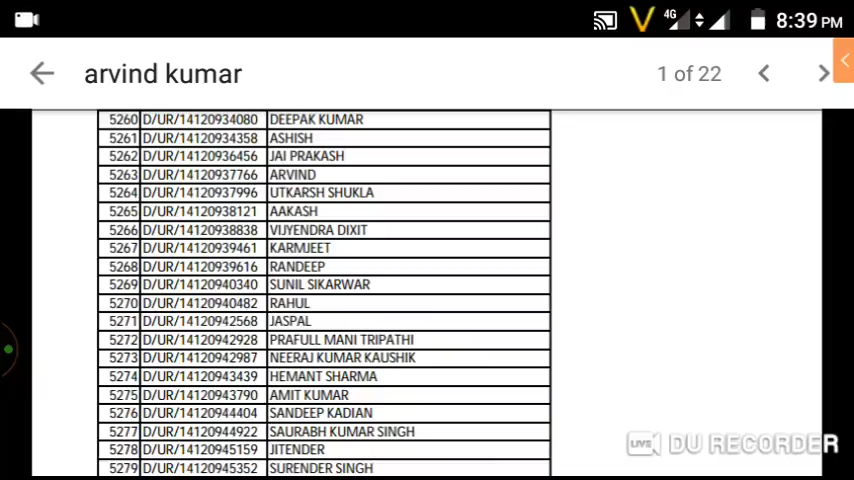 4G 8:39 PM
arvind kumar 1 of 22
5260 D/UR/14120934080 DEEPAK KUMAR
5261 D/UR/14120934358 ASHISH
5262 D/UR/14120936456 JAI PRAKASH
5263 D/UR/14120937766 ARVIND
5264 D/UR/14120937996 UTKARSH SHUKLA
5265 D/UR/14120938121 AAKASH
5266 D/UR/14120938838 VIJYENDRA DIXIT
5267 D/UR/14120939461 KARMJEET
5268 D/UR/14120939616 RANDEEP
5269 D/UR/14120940340 SUNIL SIKARWAR
5270 D/UR/14120940482 RAHUL
5271 D/UR/14120942568 JASPAL
5272 D/UR/14120942928 PRAFULL MANI TRIPATHI
5273 D/UR/14120942987 NEERAJ KUMAR KAUSHIK
5274 D/UR/14120943439 HEMANT SHARMA
5275 D/UR/14120943790 AMIT KUMAR
5276 D/UR/14120944404 SANDEEP KADIAN
5277 D/UR/14120944922 SAURABH KUMAR SINGH
5278 D/UR/14120945159 JITENDER
5279 D/UR/14120945352 SURENDER SINGH
LIVE DU RECORDER